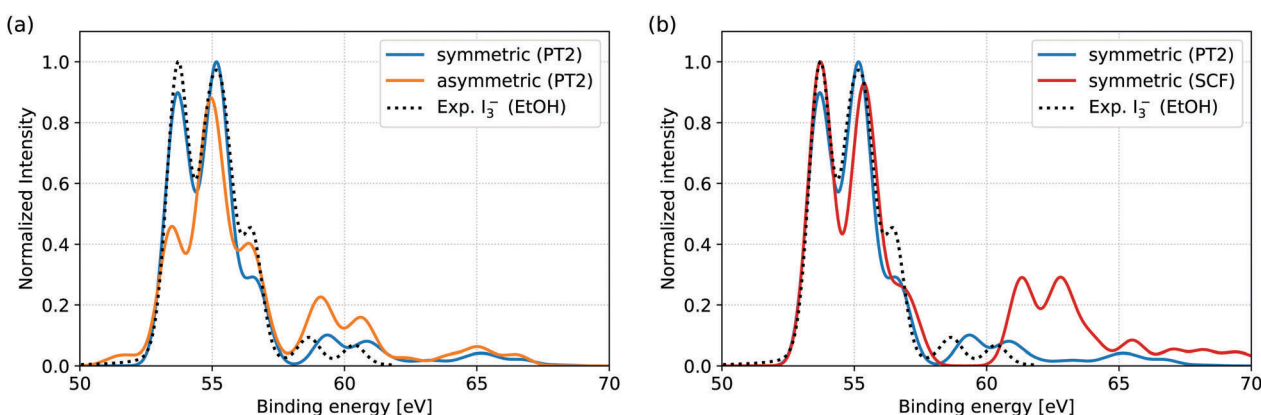 (a)
symmetric (PT2)
asymmetric (PT2)
Exp. I₃⁻ (EtOH)
Normalized Intensity
1.0
0.8
0.6
0.4
0.2
0.0
50 55 60 65 70
Binding energy [eV]
(b)
symmetric (PT2)
symmetric (SCF)
Exp. I₃⁻ (EtOH)
Normalized Intensity
1.0
0.8
0.6
0.4
0.2
0.0
50 55 60 65 70
Binding energy [eV]